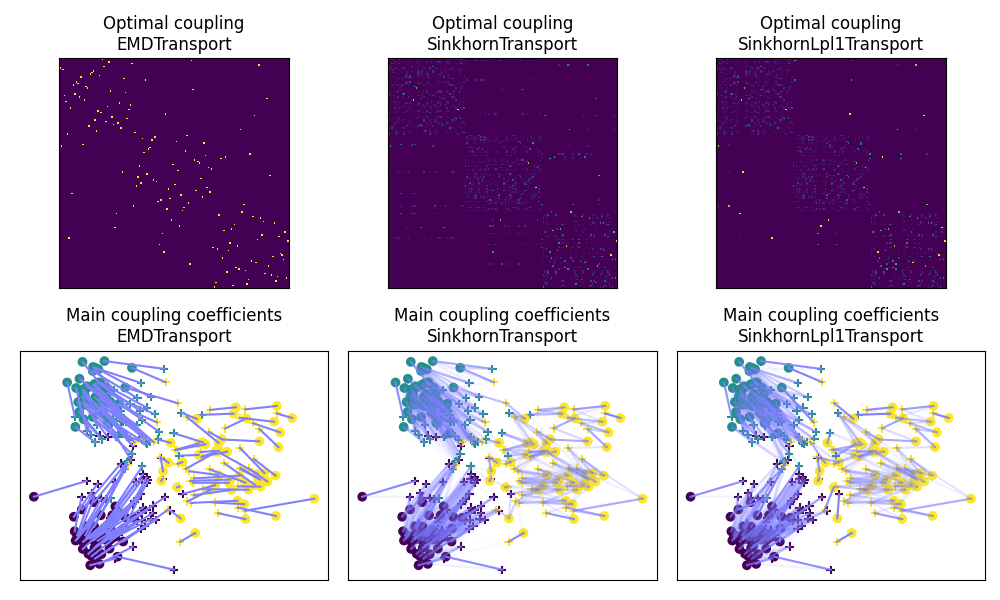 Optimal coupling
EMDTransport
Optimal coupling
SinkhornTransport
Optimal coupling
SinkhornLpl1Transport
Main coupling coefficients
EMDTransport
Main coupling coefficients
SinkhornTransport
Main coupling coefficients
SinkhornLpl1Transport